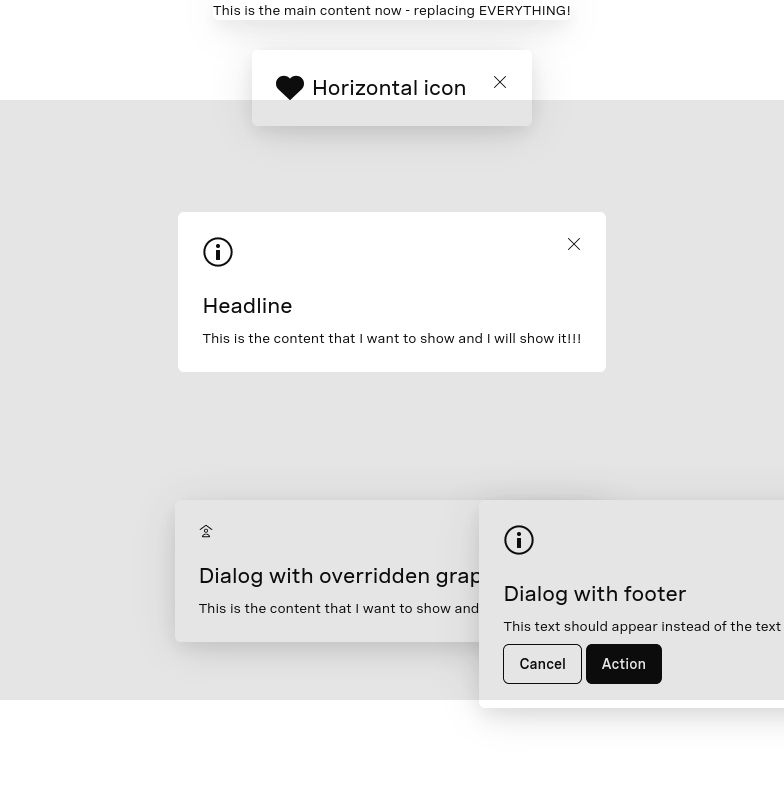 This is the main content now - replacing EVERYTHING!
Horizontal icon
Headline
This is the content that I want to show and I will show it!!!
Dialog with overridden grap
This is the content that I want to show and
Dialog with footer
This text should appear instead of the text
Cancel
Action